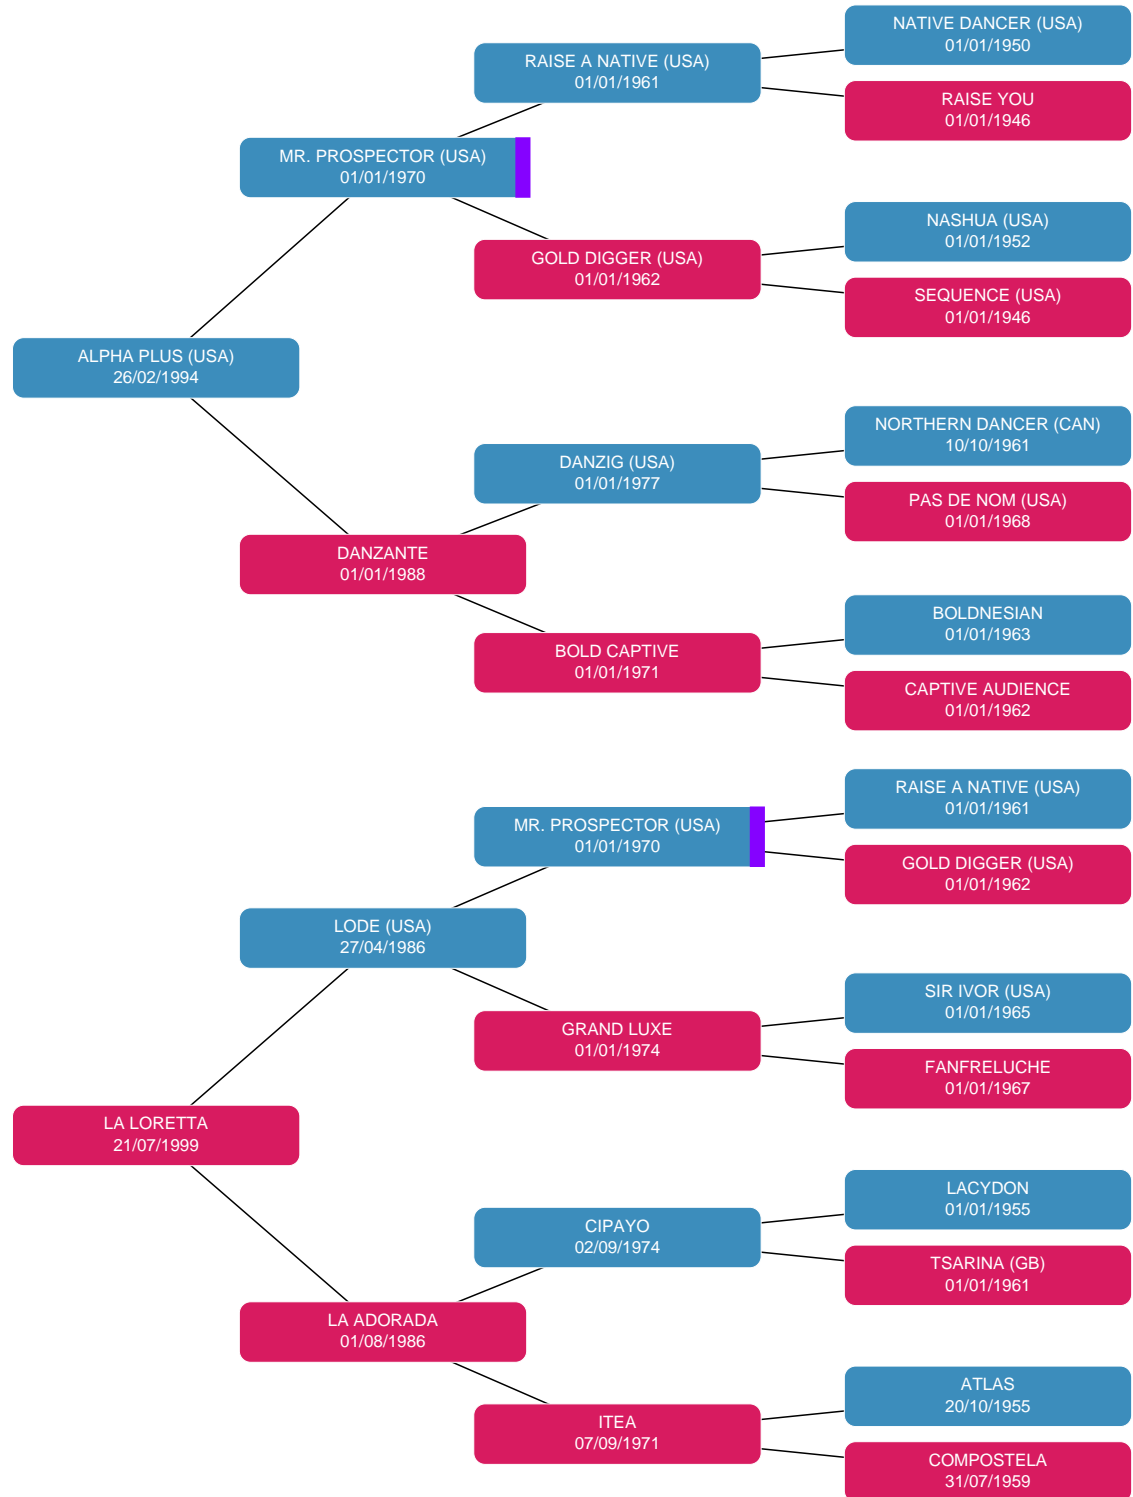 NATIVE DANCER (USA)
01/01/1950
RAISE A NATIVE (USA)
01/01/1961
RAISE YOU
01/01/1946
MR. PROSPECTOR (USA)
01/01/1970
NASHUA (USA)
01/01/1952
GOLD DIGGER (USA)
01/01/1962
SEQUENCE (USA)
01/01/1946
ALPHA PLUS (USA)
26/02/1994
NORTHERN DANCER (CAN)
10/10/1961
DANZIG (USA)
01/01/1977
PAS DE NOM (USA)
01/01/1968
DANZANTE
01/01/1988
BOLDNESIAN
01/01/1963
BOLD CAPTIVE
01/01/1971
CAPTIVE AUDIENCE
01/01/1962
RAISE A NATIVE (USA)
01/01/1961
MR. PROSPECTOR (USA)
01/01/1970
GOLD DIGGER (USA)
01/01/1962
LODE (USA)
27/04/1986
SIR IVOR (USA)
01/01/1965
GRAND LUXE
01/01/1974
FANFRELUCHE
01/01/1967
LA LORETTA
21/07/1999
LACYDON
01/01/1955
CIPAYO
02/09/1974
TSARINA (GB)
01/01/1961
LA ADORADA
01/08/1986
ATLAS
20/10/1955
ITEA
07/09/1971
COMPOSTELA
31/07/1959